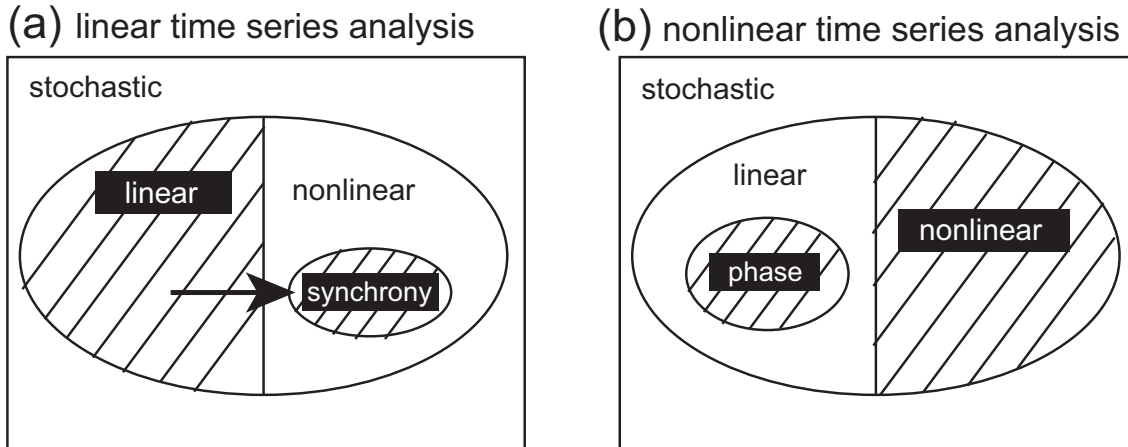 (a) linear time series analysis
stochastic
linear
nonlinear
synchrony
(b) nonlinear time series analysis
stochastic
linear
nonlinear
phase